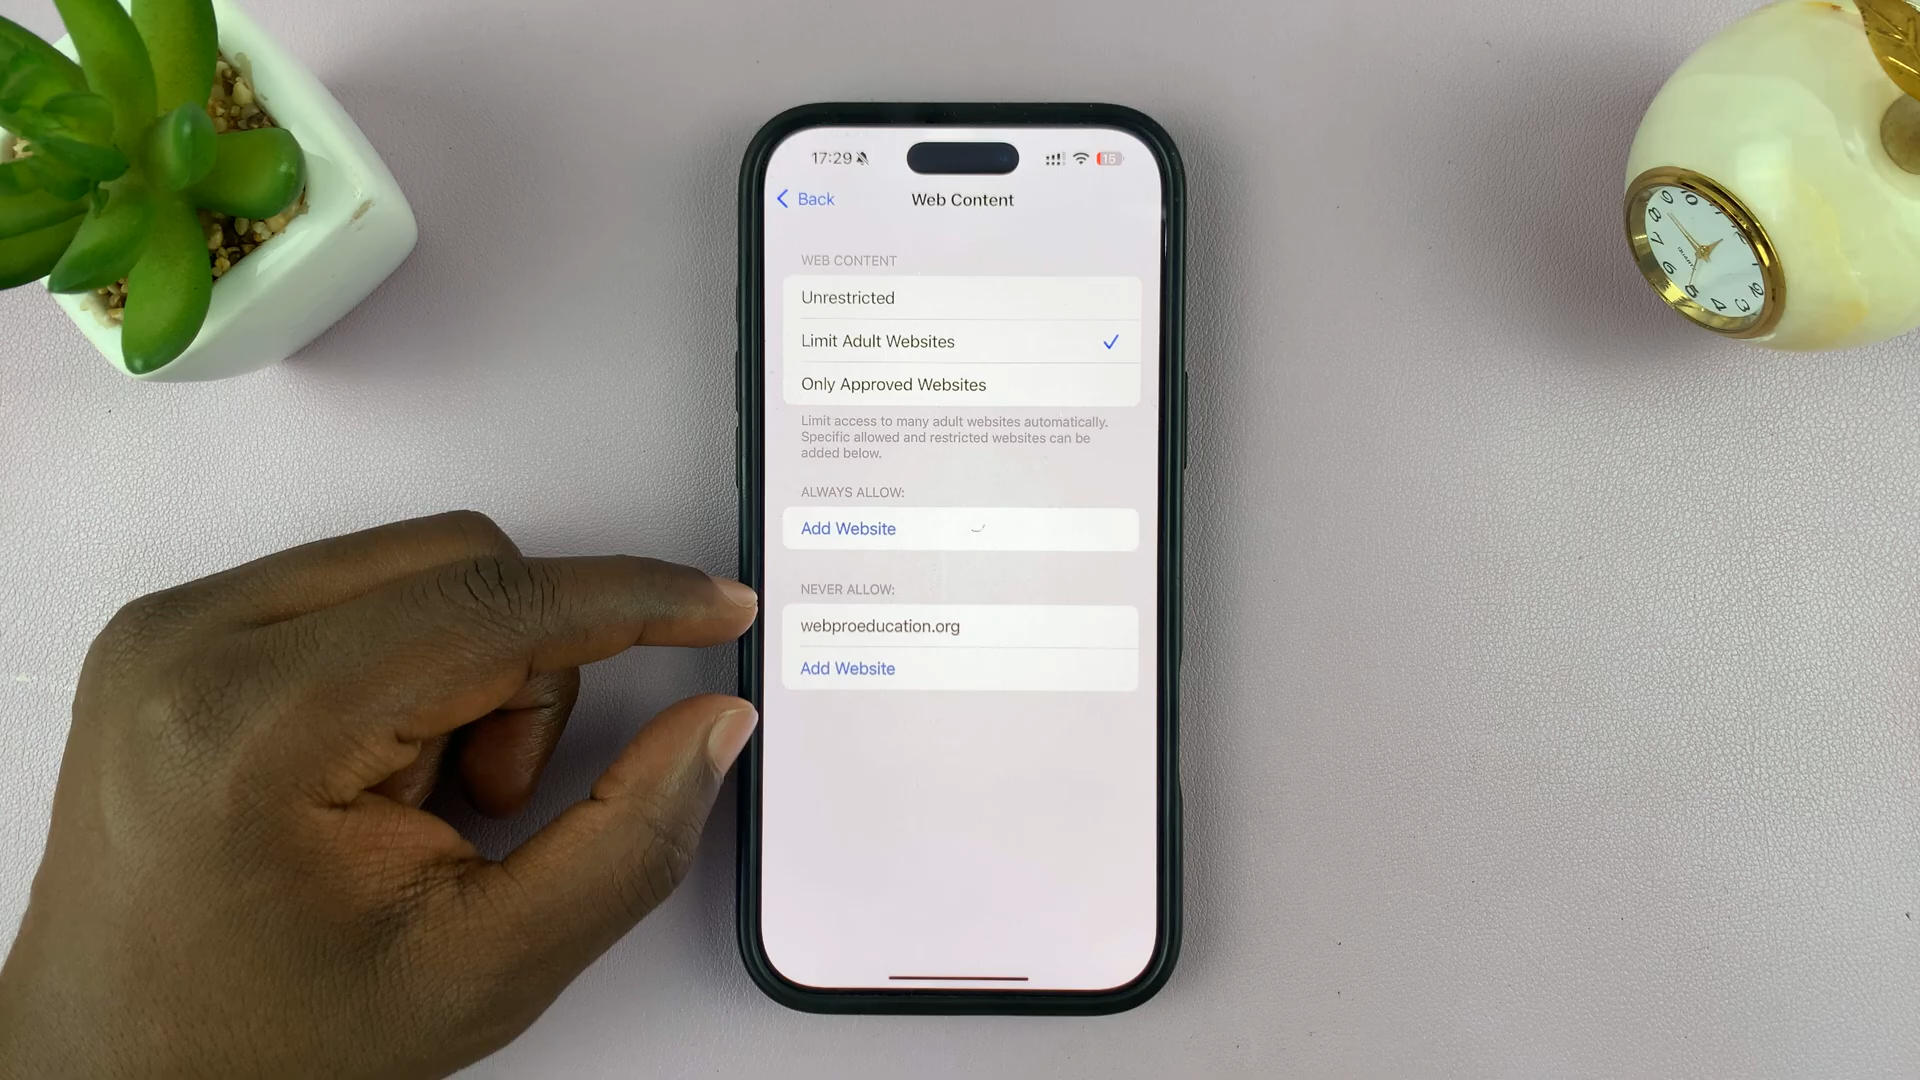 17:29
15
Back
Web Content
WEB CONTENT
Unrestricted
Limit Adult Websites
Only Approved Websites
Limit access to many adult websites automatically.
Specific allowed and restricted websites can be
added below.
ALWAYS ALLOW:
Add Website
NEVER ALLOW:
webproeducation.org
Add Website